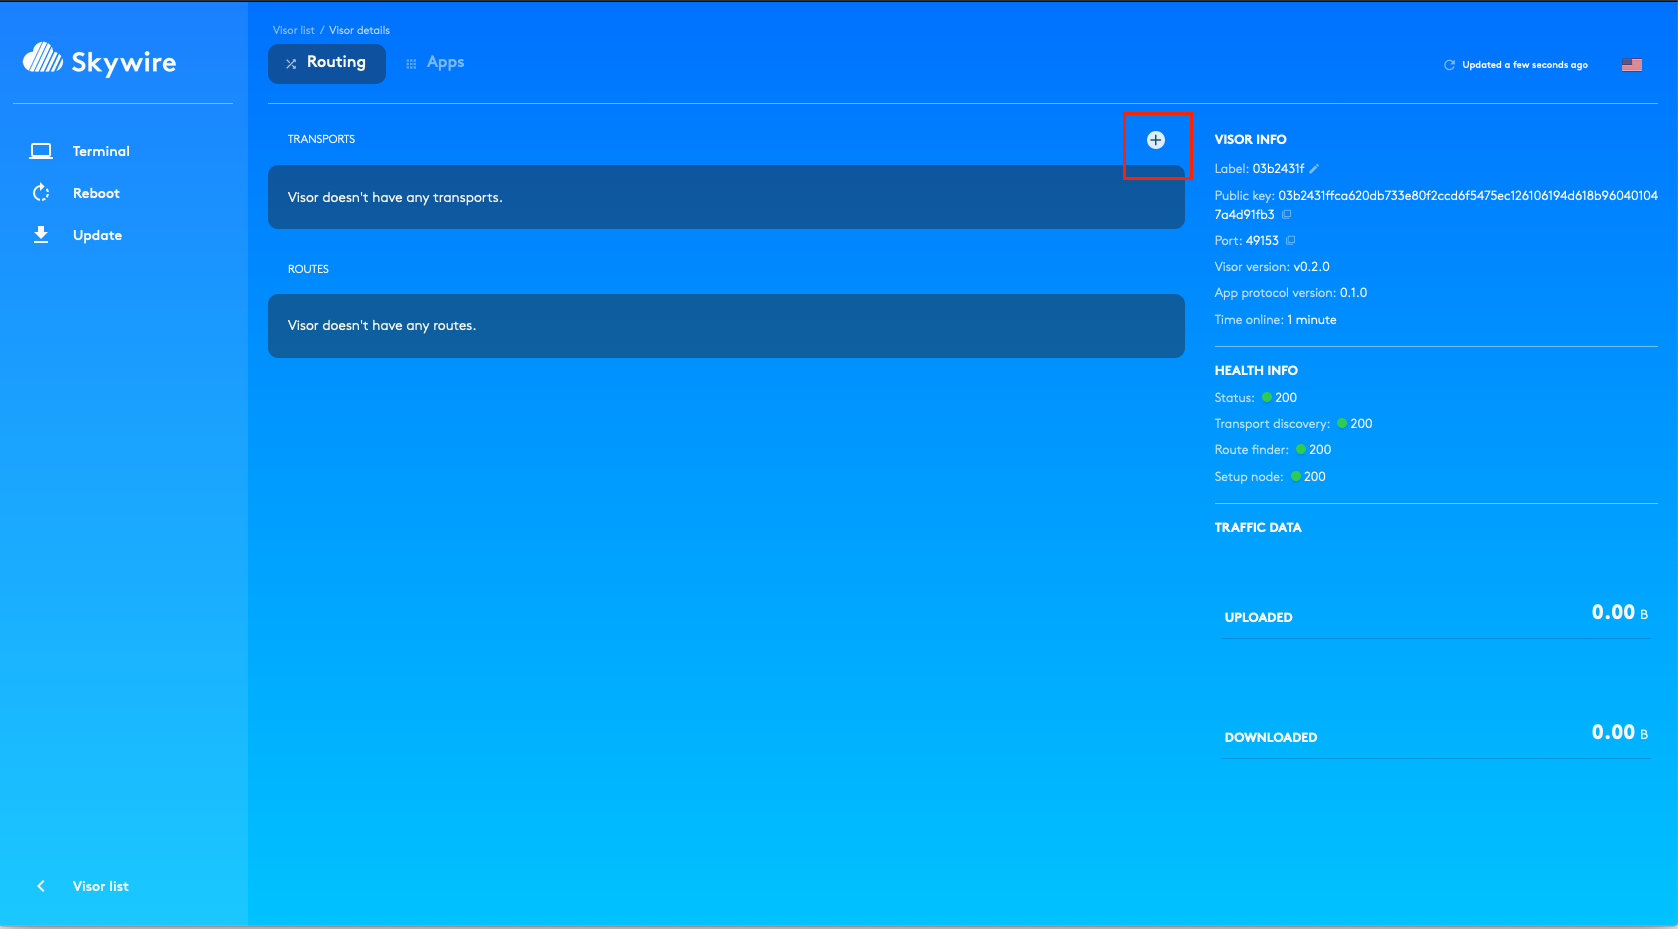 Skywire
Terminal
Reboot
Update
Visor list
Visor list / Visor details
Routing
Apps
Updated a few seconds ago
TRANSPORTS
Visor doesn't have any transports.
ROUTES
Visor doesn't have any routes.
VISOR INFO
Label: 03b2431f
Public key: 03b2431ffca620db733e80f2ccd6f5475ec126106194d618b96040104
7a4d91fb3
Port: 49153
Visor version: v0.2.0
App protocol version: 0.1.0
Time online: 1 minute
HEALTH INFO
Status: 200
Transport discovery: 200
Route finder: 200
Setup node: 200
TRAFFIC DATA
UPLOADED 0.00 B
DOWNLOADED 0.00 B